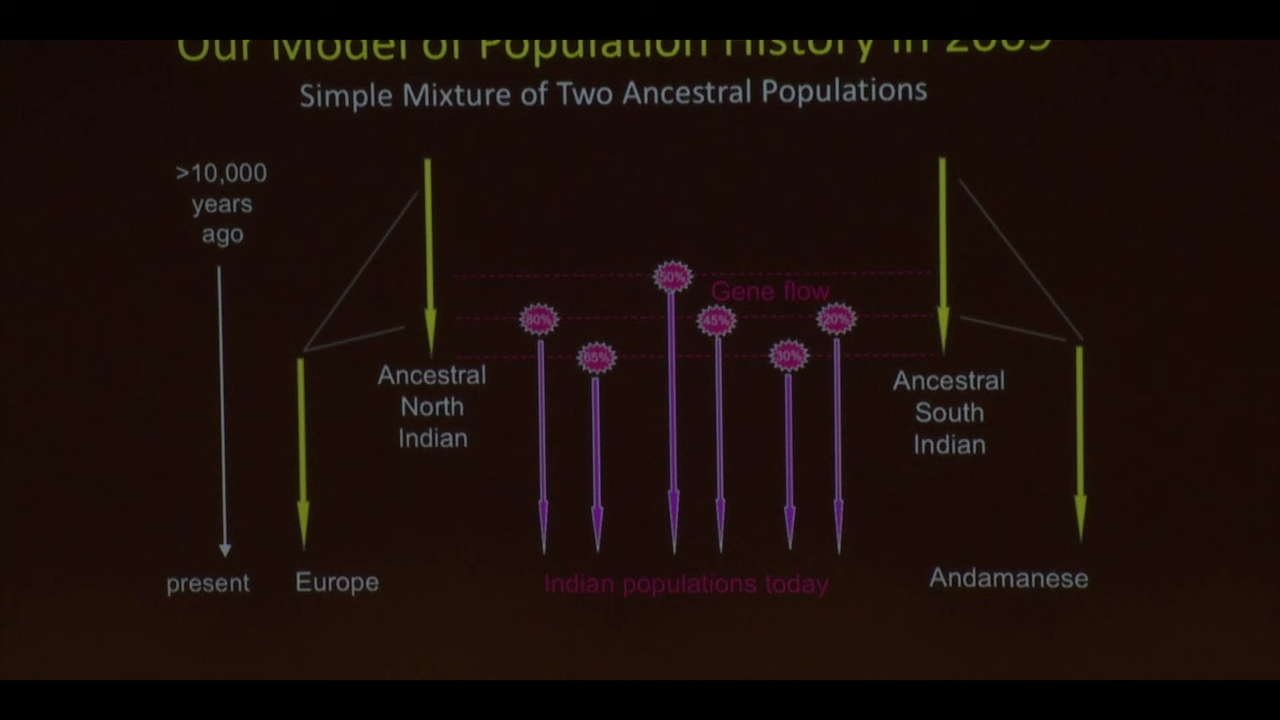 Our Model of Population History in 2009
Simple Mixture of Two Ancestral Populations
>10,000
years
ago
50%
Gene flow
80%
45%
20%
65%
30%
Ancestral
North
Indian
Ancestral
South
Indian
present
Europe
Indian populations today
Andamanese